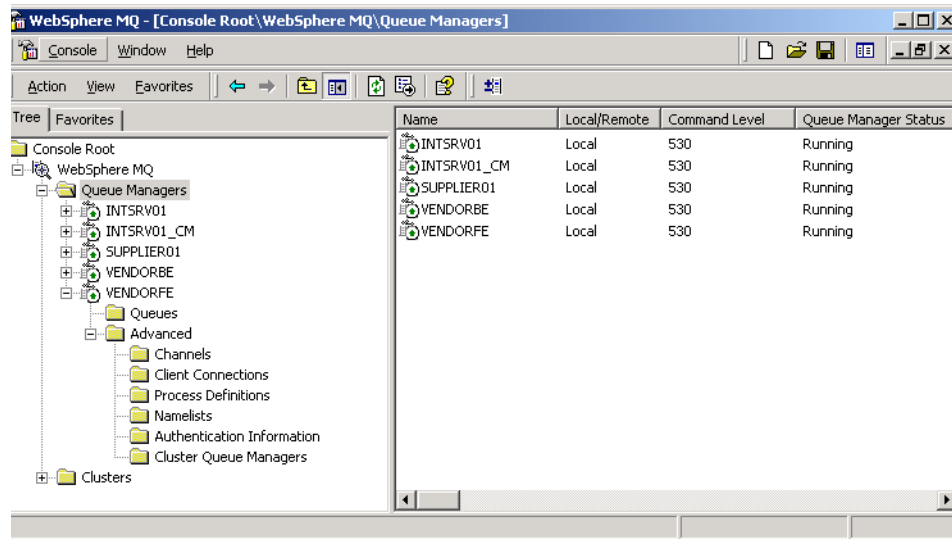 WebSphere MQ - [Console Root\WebSphere MQ\Queue Managers]
Console Window Help
Action View Favorites
Tree Favorites
Console Root
WebSphere MQ
Queue Managers
INTSRV01
INTSRV01_CM
SUPPLIER01
VENDORBE
VENDORFE
Queues
Advanced
Channels
Client Connections
Process Definitions
Namelists
Authentication Information
Cluster Queue Managers
Clusters
Name Local/Remote Command Level Queue Manager Status
INTSRV01 Local 530 Running
INTSRV01_CM Local 530 Running
SUPPLIER01 Local 530 Running
VENDORBE Local 530 Running
VENDORFE Local 530 Running